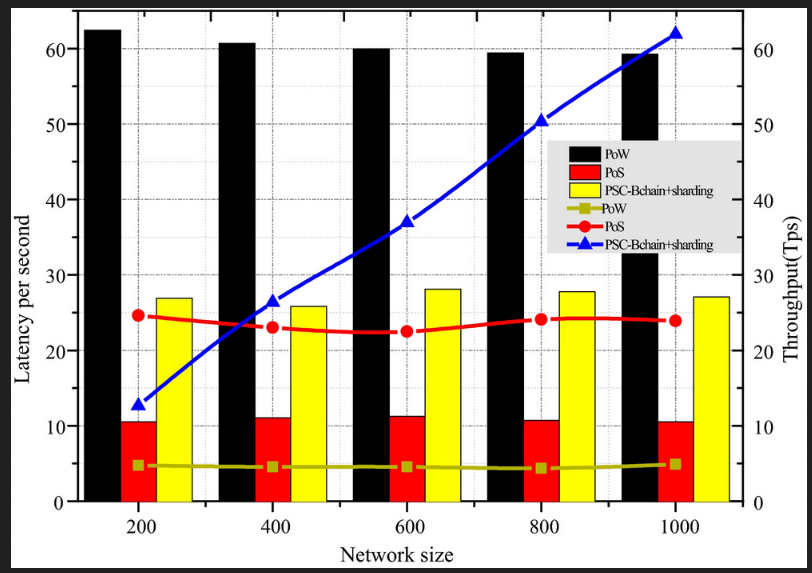 60
50
40
30
20
10
0
Latency per second
60
50
40
30
20
10
0
Throughput(Tps)
PoW
PoS
PSC-Bchain+sharding
PoW
PoS
PSC-Bchain+sharding
200 400 600 800 1000
Network size